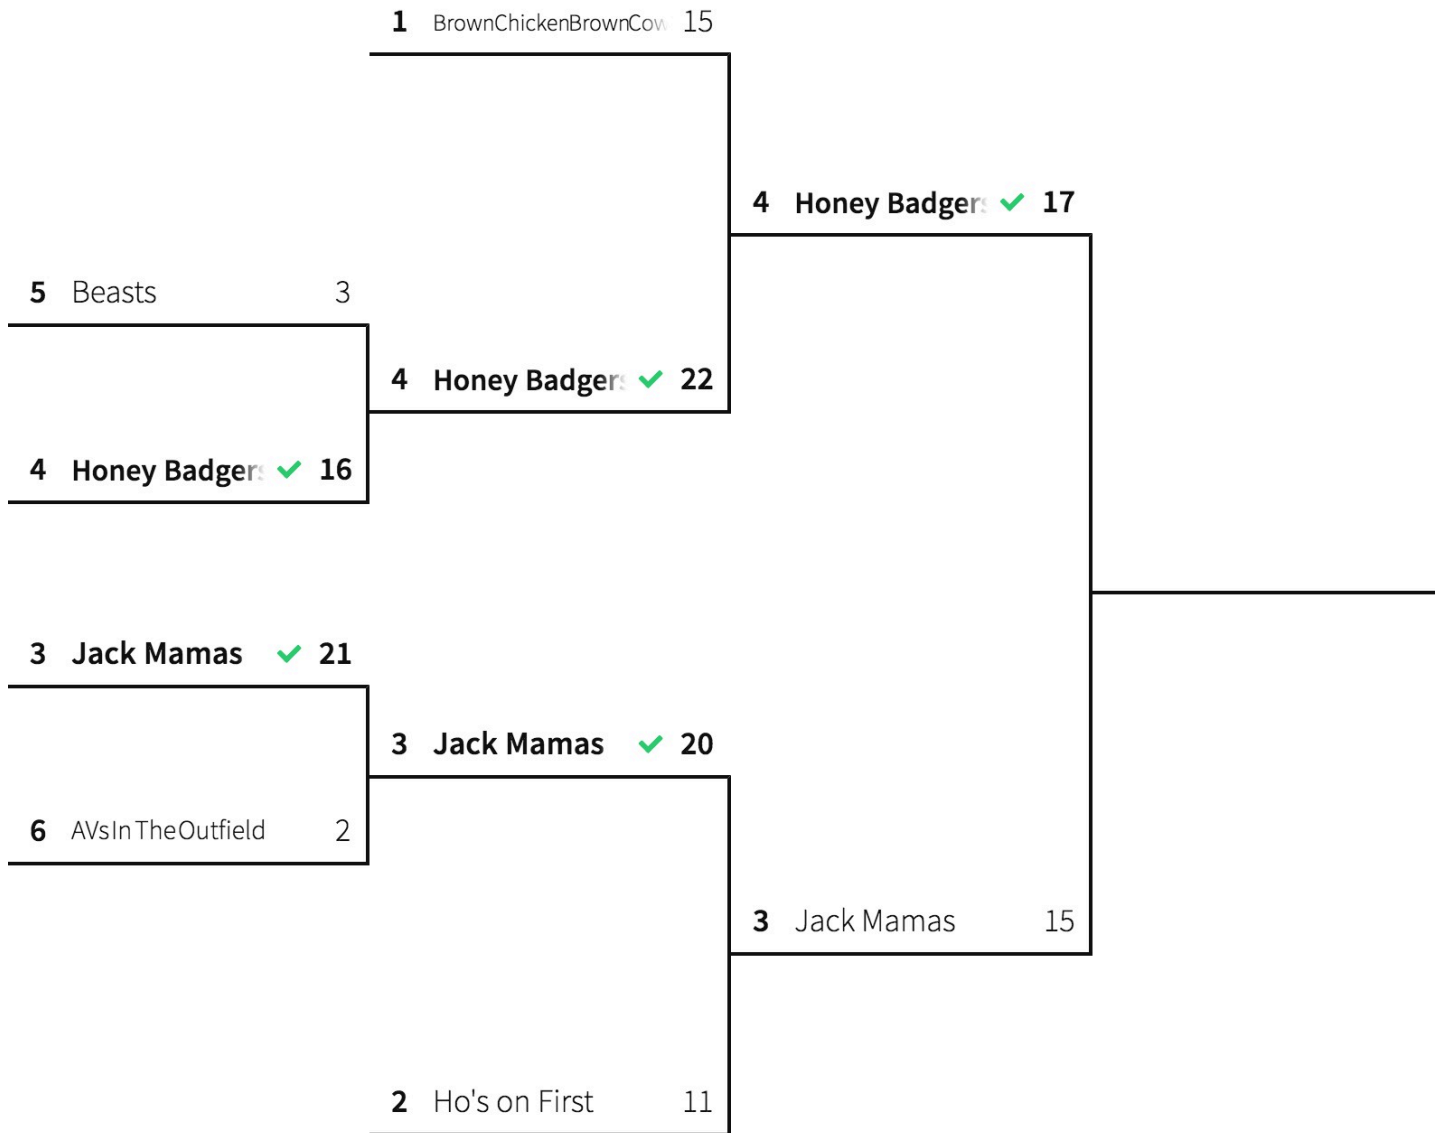 1 BrownChickenBrownCow 15
4 Honey Badgers 17
5 Beasts 3
4 Honey Badgers 22
4 Honey Badgers 16
3 Jack Mamas 21
3 Jack Mamas 20
6 AVsInTheOutfield 2
3 Jack Mamas 15
2 Ho's on First 11